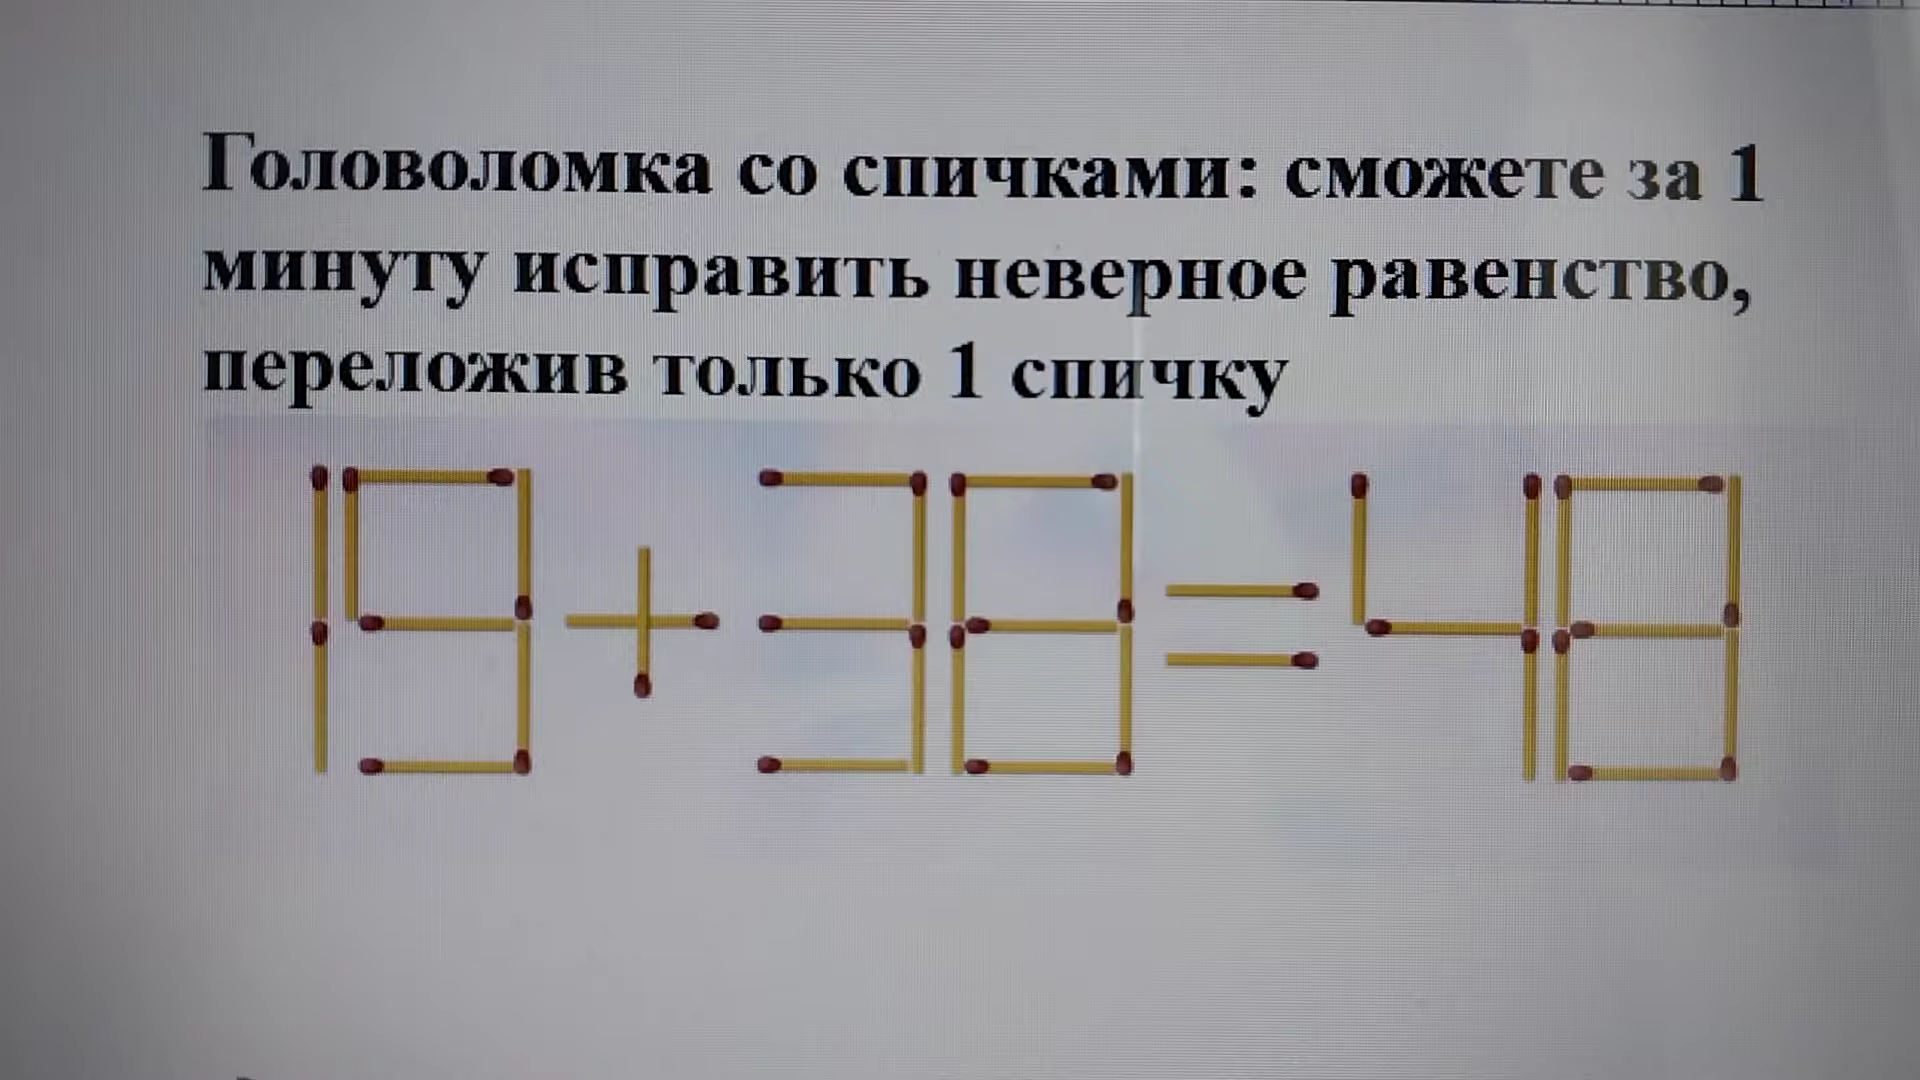 Головоломка со спичками: сможете за 1
минуту исправить неверное равенство,
переложив только 1 спичку
19+38=48